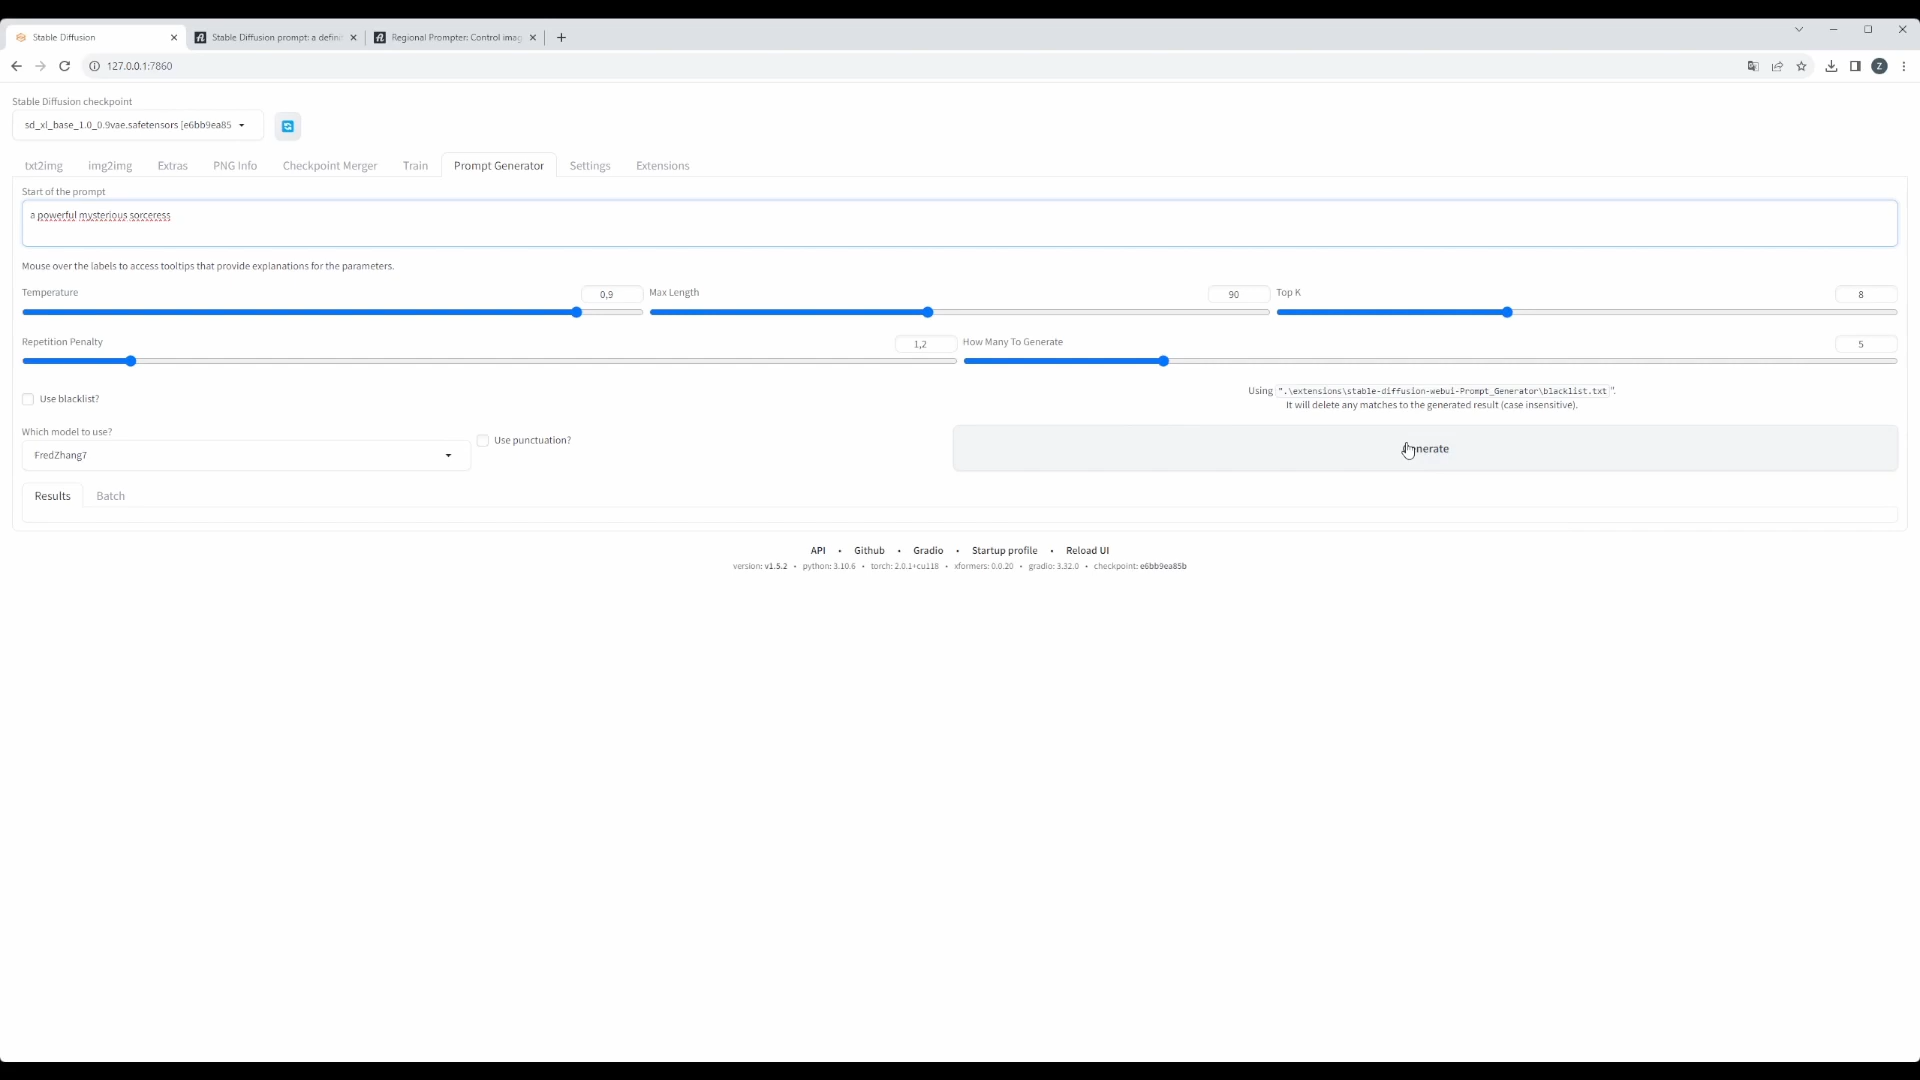 Stable Diffusion
Stable Diffusion prompt: a defini
Regional Prompter: Control imag
127.0.0.1:7860
Z
Stable Diffusion checkpoint
sd_xl_base_1.0_0.9vae.safetensors [e6bb9ea85
txt2img img2img Extras PNG Info Checkpoint Merger Train Prompt Generator Settings Extensions
Start of the prompt
a powerful mysterious sorceress
Mouse over the labels to access tooltips that provide explanations for the parameters.
Temperature 0,9 Max Length 90 Top K 8
Repetition Penalty 1,2 How Many To Generate 5
Use blacklist?
Using ".\extensions\stable-diffusion-webui-Prompt_Generator\blacklist.txt".
It will delete any matches to the generated result (case insensitive).
Which model to use?
Use punctuation?
FredZhang7
Results Batch
API • Github • Gradio • Startup profile • Reload UI
version: v1.5.2 • python: 3.10.6 • torch: 2.0.1+cu118 • xformers: 0.0.20 • gradio: 3.32.0 • checkpoint: e6bb9ea85b